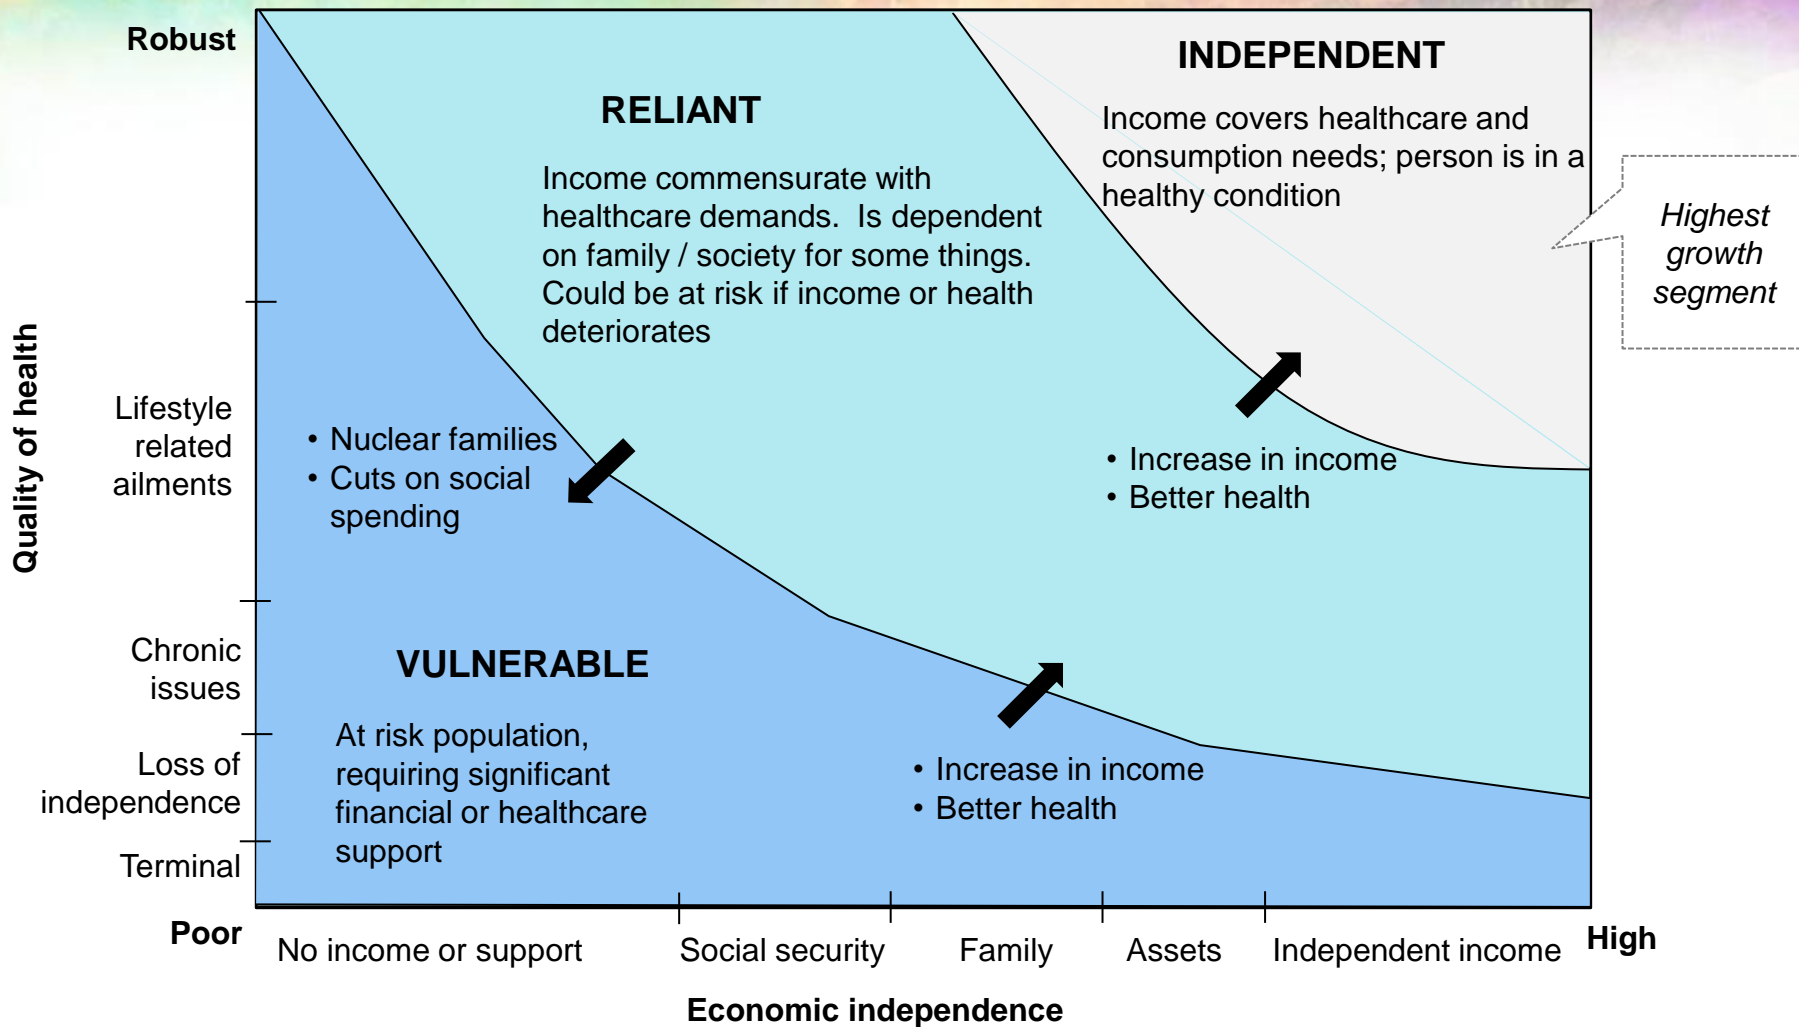 Robust
INDEPENDENT
RELIANT
Income covers healthcare and
consumption needs; person is in a
healthy condition
Income commensurate with
healthcare demands.  Is dependent
on family / society for some things.
Could be at risk if income or health
deteriorates
Highest
growth
segment
Quality of health
Lifestyle
related
ailments
• Nuclear families
• Cuts on social
spending
• Increase in income
• Better health
Chronic
issues
VULNERABLE
At risk population,
requiring significant
financial or healthcare
support
Loss of
independence
• Increase in income
• Better health
Terminal
Poor
No income or support
Social security
Family
Assets
Independent income
High
Economic independence